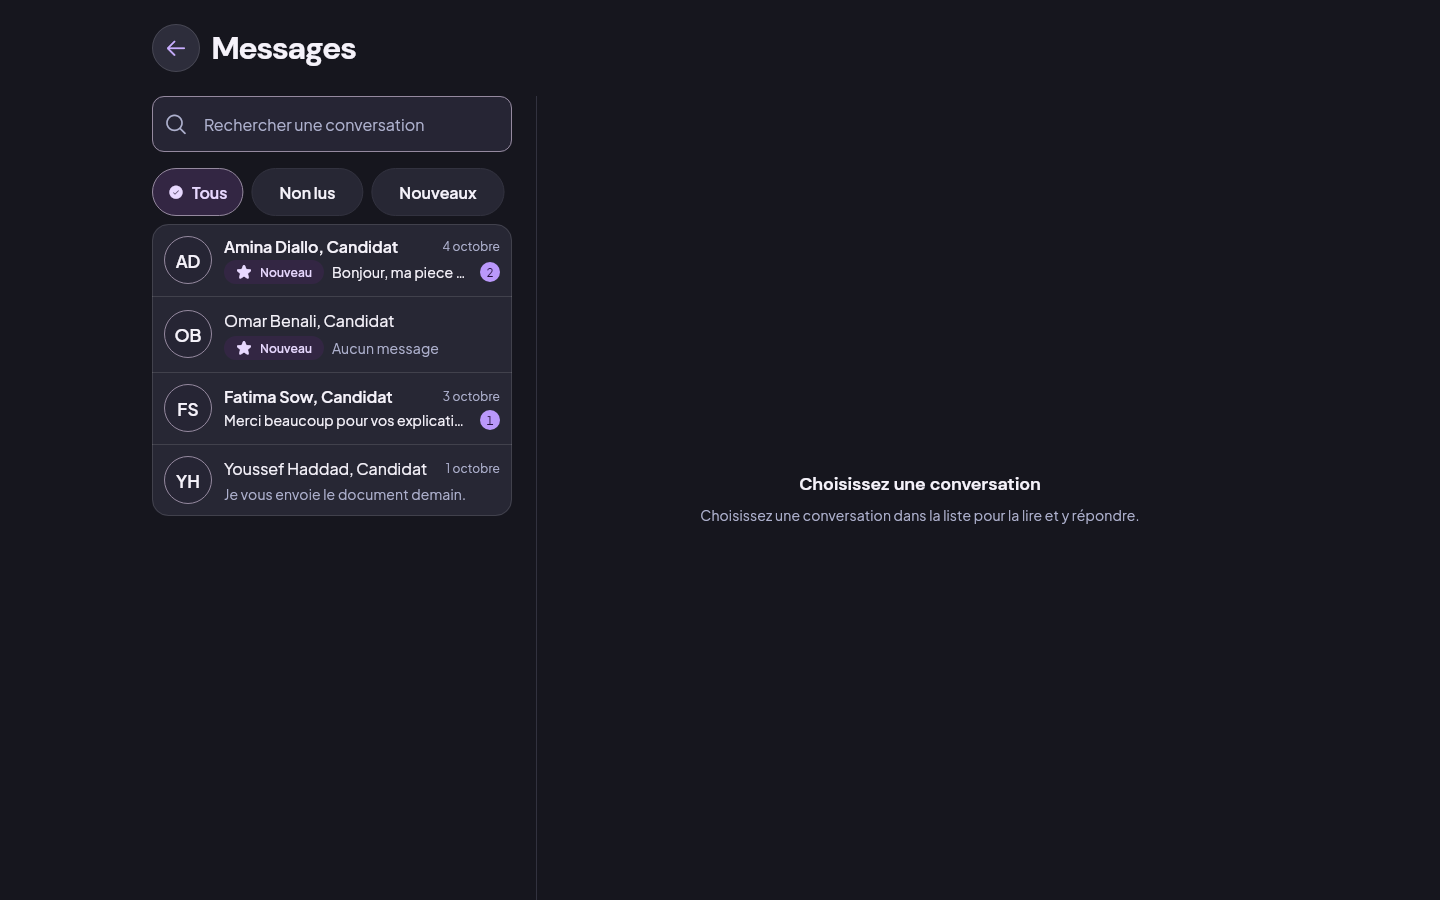 Messages
Rechercher une conversation
Tous
Non lus
Nouveaux
AD
Amina Diallo, Candidat
4 octobre
Nouveau
Bonjour, ma piece ...
2
OB
Omar Benali, Candidat
Nouveau
Aucun message
FS
Fatima Sow, Candidat
3 octobre
Merci beaucoup pour vos explicati...
1
YH
Youssef Haddad, Candidat
1 octobre
Je vous envoie le document demain.
Choisissez une conversation
Choisissez une conversation dans la liste pour la lire et y répondre.